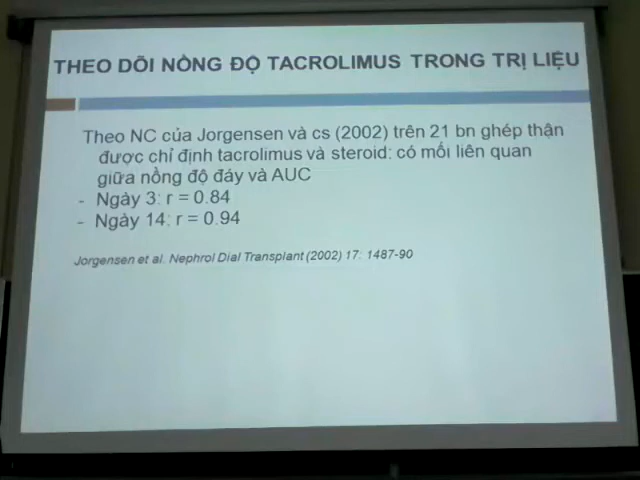 THEO DÕI NỒNG ĐỘ TACROLIMUS TRONG TRỊ LIỆU
Theo NC của Jorgensen và cs (2002) trên 21 bn ghép thận
được chỉ định tacrolimus và steroid: có mối liên quan
giữa nồng độ đáy và AUC
- Ngày 3: r = 0.84
- Ngày 14: r = 0.94
Jorgensen et al. Nephrol Dial Transplant (2002) 17: 1487-90